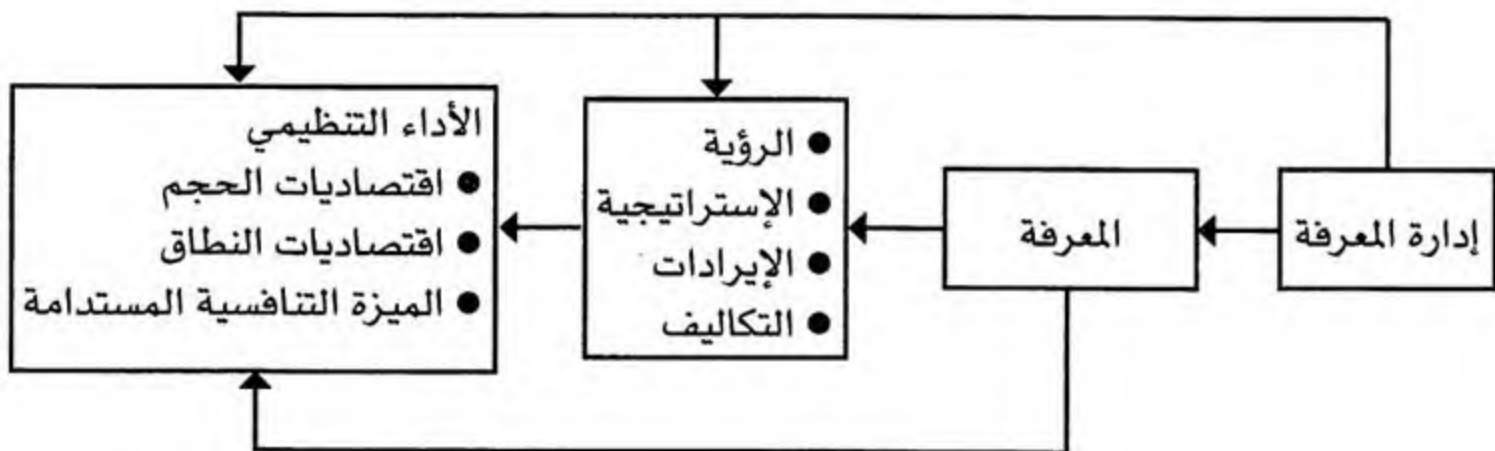 إدارة المعرفة
المعرفة
● الرؤية
● الإستراتيجية
● الإيرادات
● التكاليف
الأداء التنظيمي
● اقتصاديات الحجم
● اقتصاديات النطاق
● الميزة التنافسية المستدامة